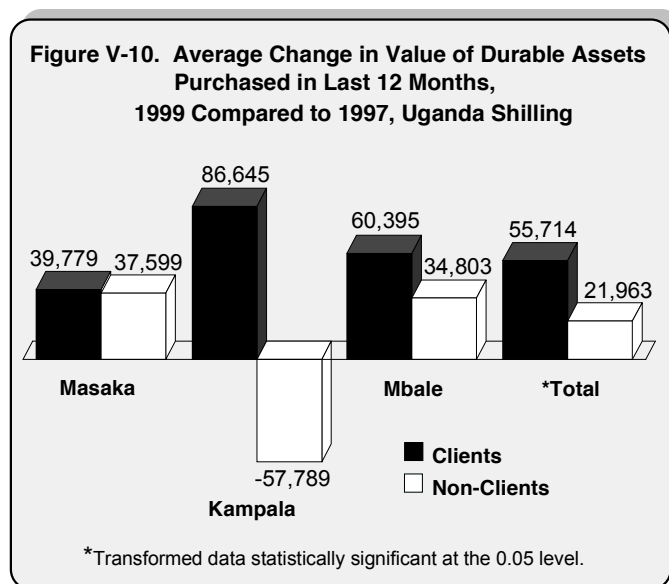 Figure V-10. Average Change in Value of Durable Assets
Purchased in Last 12 Months,
1999 Compared to 1997, Uganda Shilling
86,645
60,395
55,714
39,779
37,599
34,803
21,963
Masaka
Mbale
*Total
Clients
-57,789
Non-Clients
Kampala
*Transformed data statistically significant at the 0.05 level.